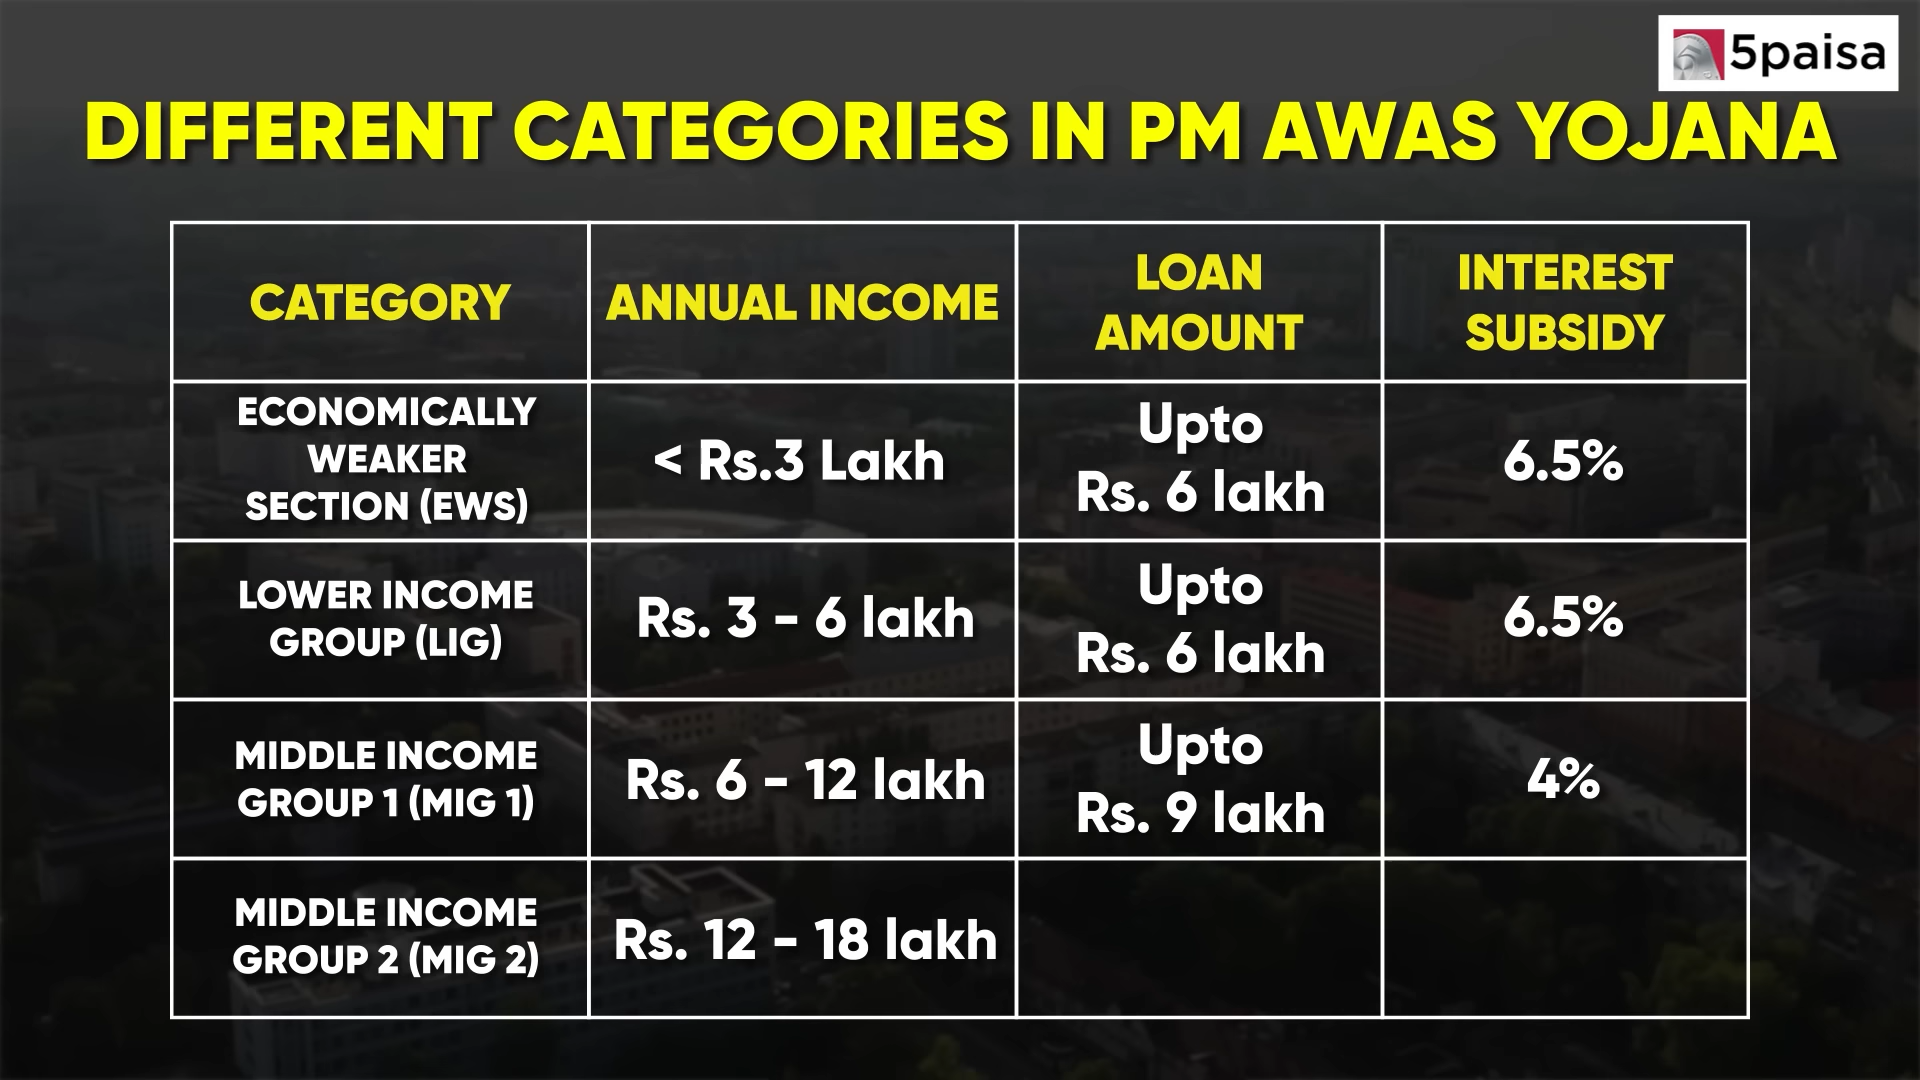 5paisa
DIFFERENT CATEGORIES IN PM AWAS YOJANA
CATEGORY
ANNUAL INCOME
LOAN
AMOUNT
INTEREST
SUBSIDY
ECONOMICALLY
WEAKER
SECTION (EWS)
< Rs.3 Lakh
Upto
Rs. 6 lakh
6.5%
LOWER INCOME
GROUP (LIG)
Rs. 3 - 6 lakh
Upto
Rs. 6 lakh
6.5%
MIDDLE INCOME
GROUP 1 (MIG 1)
Rs. 6 - 12 lakh
Upto
Rs. 9 lakh
4%
MIDDLE INCOME
GROUP 2 (MIG 2)
Rs. 12 - 18 lakh